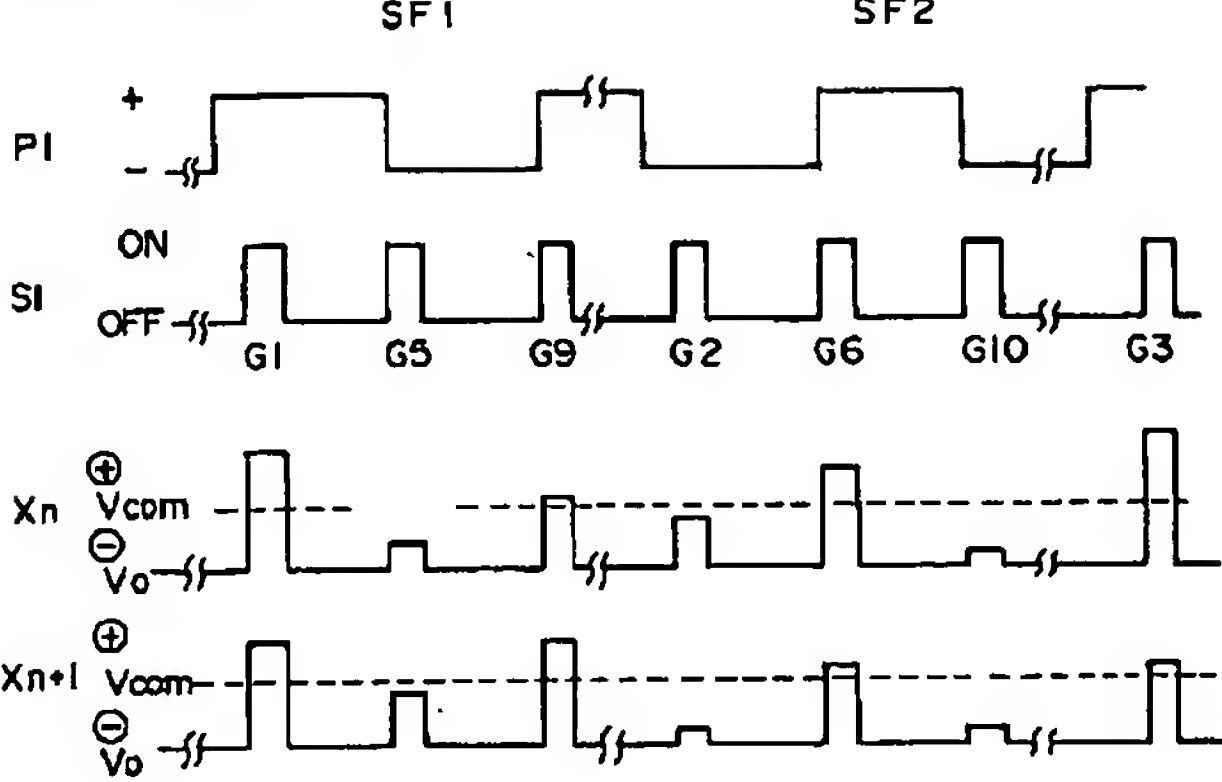 SF1 SF2
+
P1
-
ON
S1
OFF
G1 G5 G9 G2 G6 G10 G3
⊕
Xn Vcom
⊖
Vo
⊕
Xn+1 Vcom
⊖
Vo